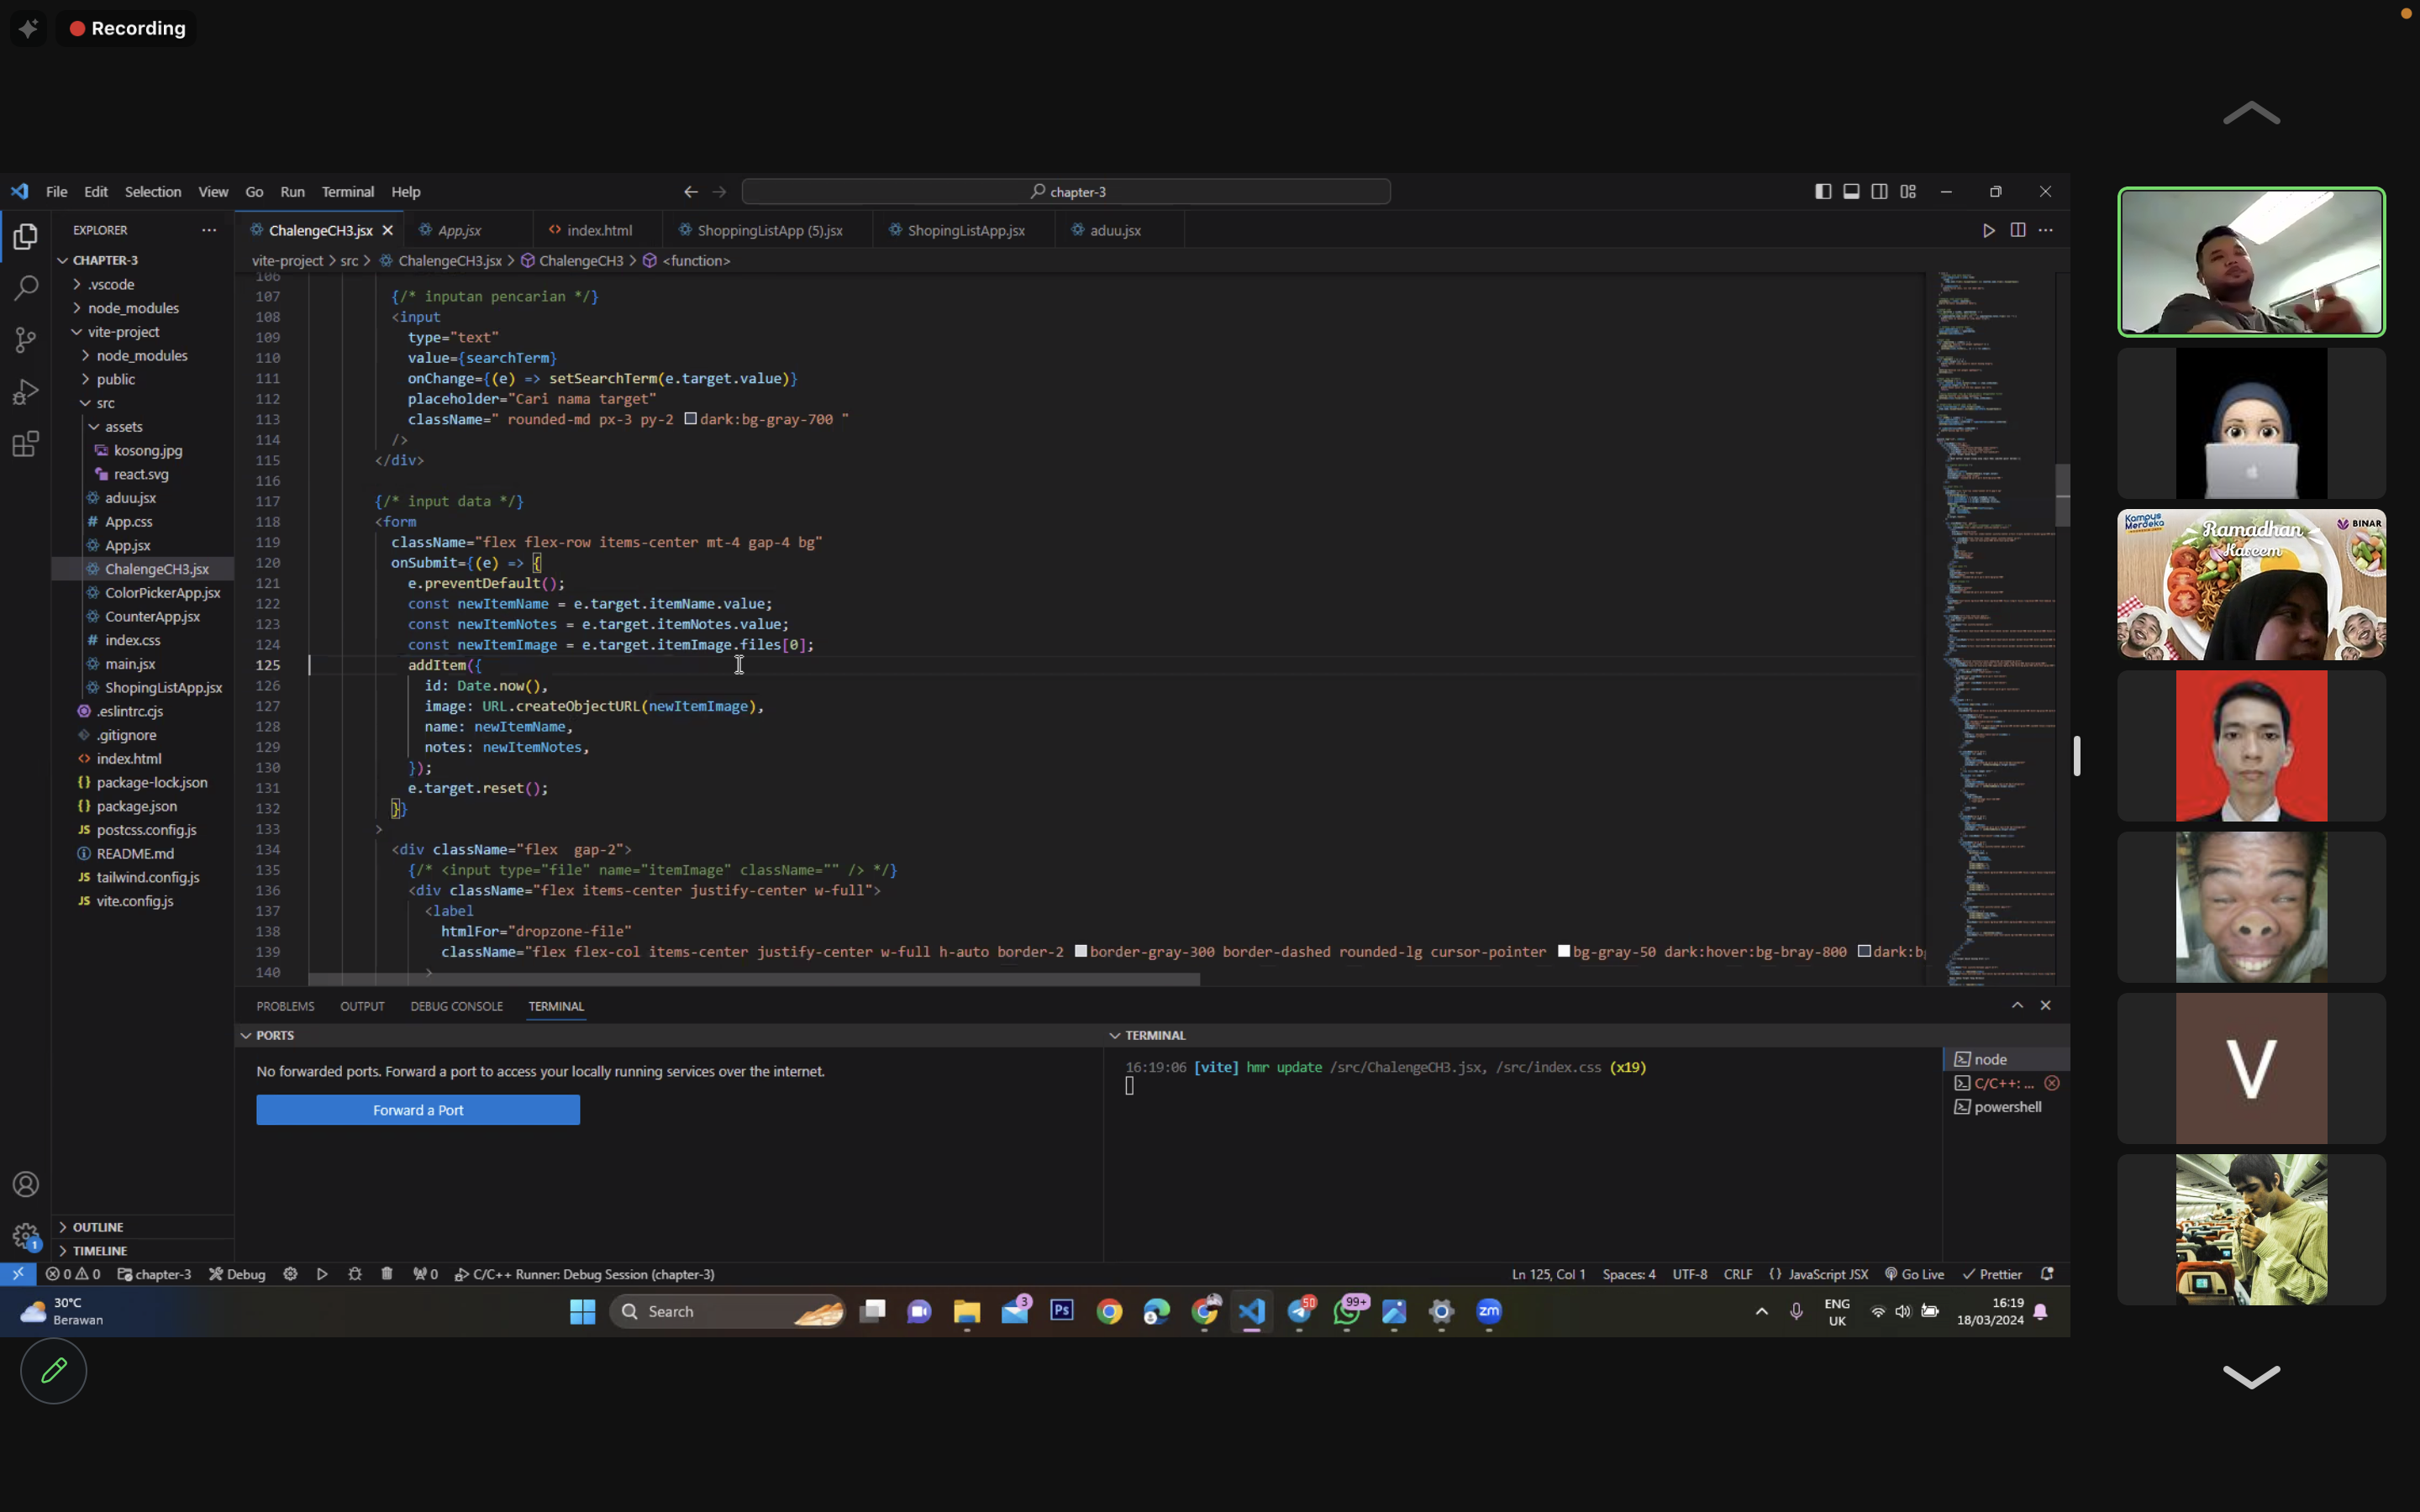 Recording
File Edit Selection View Go Run Terminal Help
chapter-3
EXPLORER
ChalengeCH3.jsx App.jsx index.html ShoppingListApp (5).jsx ShopingListApp.jsx aduu.jsx
vite-project > src > ChalengeCH3.jsx > ChalengeCH3 > <function>
CHAPTER-3
.vscode
node_modules
vite-project
node_modules
public
src
assets
kosong.jpg
react.svg
aduu.jsx
App.css
App.jsx
ChalengeCH3.jsx
ColorPickerApp.jsx
CounterApp.jsx
index.css
main.jsx
ShopingListApp.jsx
.eslintrc.cjs
.gitignore
index.html
package-lock.json
package.json
postcss.config.js
README.md
tailwind.config.js
vite.config.js
OUTLINE
TIMELINE
106
107 {/* inputan pencarian */}
108 <input
109 type="text"
110 value={searchTerm}
111 onChange={(e) => setSearchTerm(e.target.value)}
112 placeholder="Cari nama target"
113 className=" rounded-md px-3 py-2 dark:bg-gray-700 "
114 />
115 </div>
116
117 {/* input data */}
118 <form
119 className="flex flex-row items-center mt-4 gap-4 bg"
120 onSubmit={(e) => {
121 e.preventDefault();
122 const newItemName = e.target.itemName.value;
123 const newItemNotes = e.target.itemNotes.value;
124 const newItemImage = e.target.itemImage.files[0];
125 addItem({
126 id: Date.now(),
127 image: URL.createObjectURL(newItemImage),
128 name: newItemName,
129 notes: newItemNotes,
130 });
131 e.target.reset();
132 }}
133 >
134 <div className="flex  gap-2">
135 {/* <input type="file" name="itemImage" className="" /> */}
136 <div className="flex items-center justify-center w-full">
137 <label
138 htmlFor="dropzone-file"
139 className="flex flex-col items-center justify-center w-full h-auto border-2 border-gray-300 border-dashed rounded-lg cursor-pointer bg-gray-50 dark:hover:bg-bray-800 dark:b
140 >
PROBLEMS OUTPUT DEBUG CONSOLE TERMINAL
PORTS
No forwarded ports. Forward a port to access your locally running services over the internet.
Forward a Port
TERMINAL
16:19:06 [vite] hmr update /src/ChalengeCH3.jsx, /src/index.css (x19)
node
C/C++: ...
powershell
1
0 0 chapter-3 Debug 0 C/C++ Runner: Debug Session (chapter-3) Ln 125, Col 1 Spaces: 4 UTF-8 CRLF {} JavaScript JSX Go Live Prettier
30°C
Berawan
Search
3
Ps
50
99+
zm
ENG
UK
16:19
18/03/2024
Kampus
Merdeka
BINAR
Ramadhan
Kareem
V